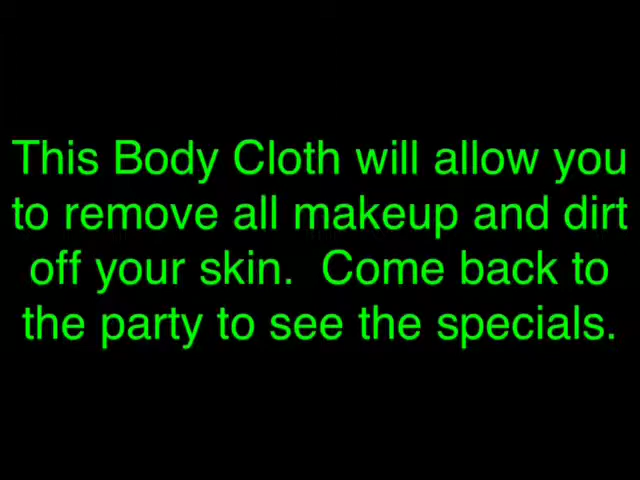 This Body Cloth will allow you
to remove all makeup and dirt
off your skin.  Come back to
the party to see the specials.